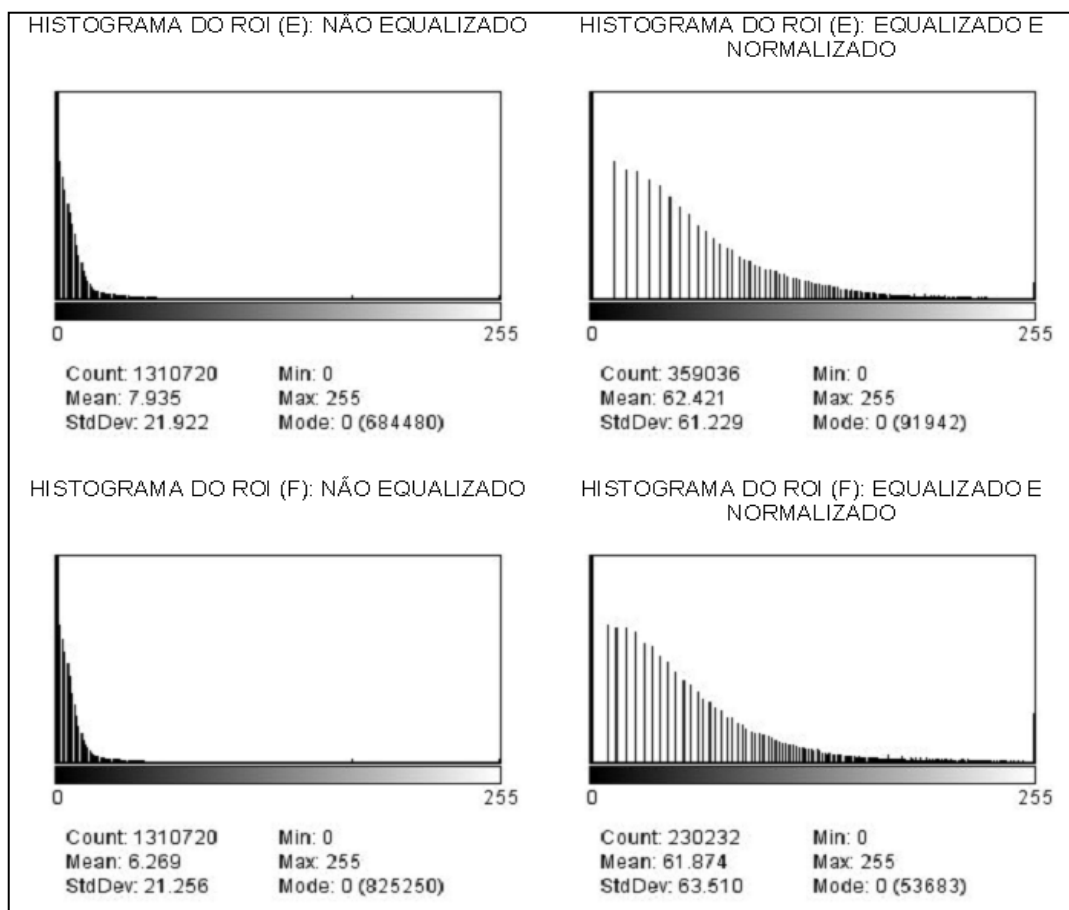 HISTOGRAMA DO ROI (E): NÃO EQUALIZADO
0 255
Count: 1310720 Min: 0
Mean: 7.935 Max: 255
StdDev: 21.922 Mode: 0 (684480)
HISTOGRAMA DO ROI (E): EQUALIZADO E
NORMALIZADO
0 255
Count: 359036 Min: 0
Mean: 62.421 Max: 255
StdDev: 61.229 Mode: 0 (91942)
HISTOGRAMA DO ROI (F): NÃO EQUALIZADO
0 255
Count: 1310720 Min: 0
Mean: 6.269 Max: 255
StdDev: 21.256 Mode: 0 (825250)
HISTOGRAMA DO ROI (F): EQUALIZADO E
NORMALIZADO
0 255
Count: 230232 Min: 0
Mean: 61.874 Max: 255
StdDev: 63.510 Mode: 0 (53683)